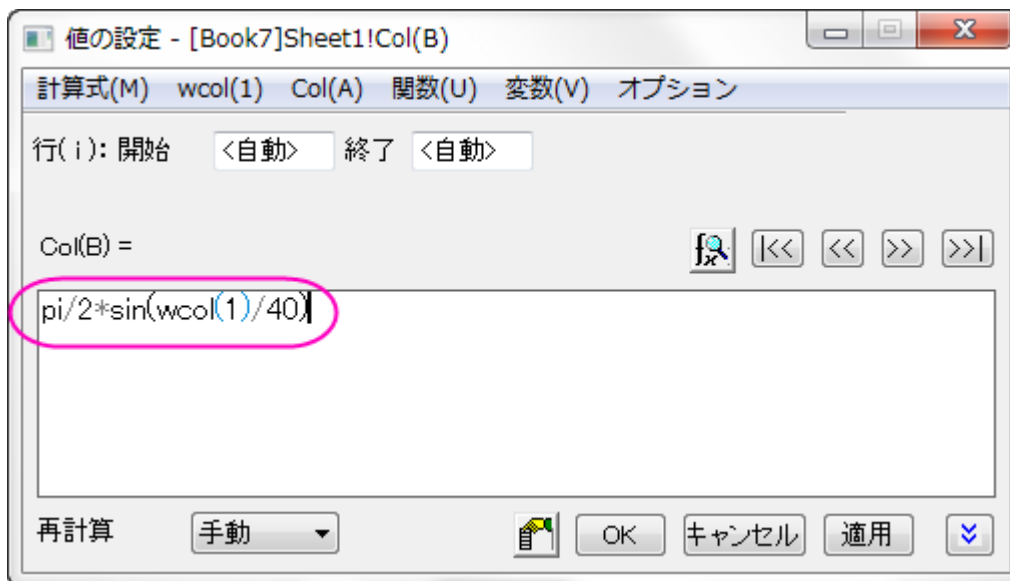 値の設定 - [Book7]Sheet1!Col(B)
計算式(M) wcol(1) Col(A) 関数(U) 変数(V) オプション
行(i): 開始 <自動> 終了 <自動>
Col(B) =
|<< << >> >>|
pi/2*sin(wcol(1)/40)
再計算 手動 OK キャンセル 適用